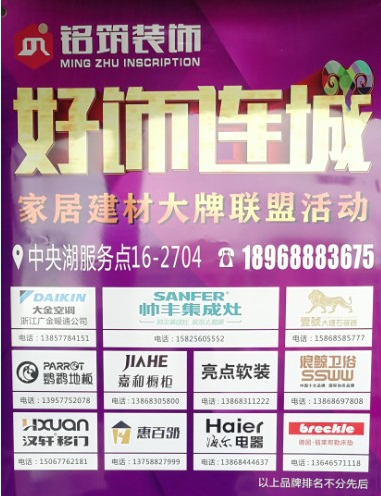 铭筑装饰
MING ZHU INSCRIPTION
好饰连城
家居建材大牌联盟活动
中央湖服务点16-2704 18968883675
DAIKIN
大金空调
浙江广金暖通公司
电话：13857784151
SANFER
帅丰集成灶
电话：15825605552
电话：15868585777
PARROT
鹦鹉地板
电话：13957752078
JIAHE
嘉和橱柜
电话：13868305800
亮点软装
电话：13868311222
浪鲸卫浴
SSWW
电话：13868697808
HXUAN
汉轩移门
电话：15067762181
惠百邻
电话：13758827999
Haier
海尔电器
电话：13868444637
breckle
电话：13646571118
以上品牌排名不分先后